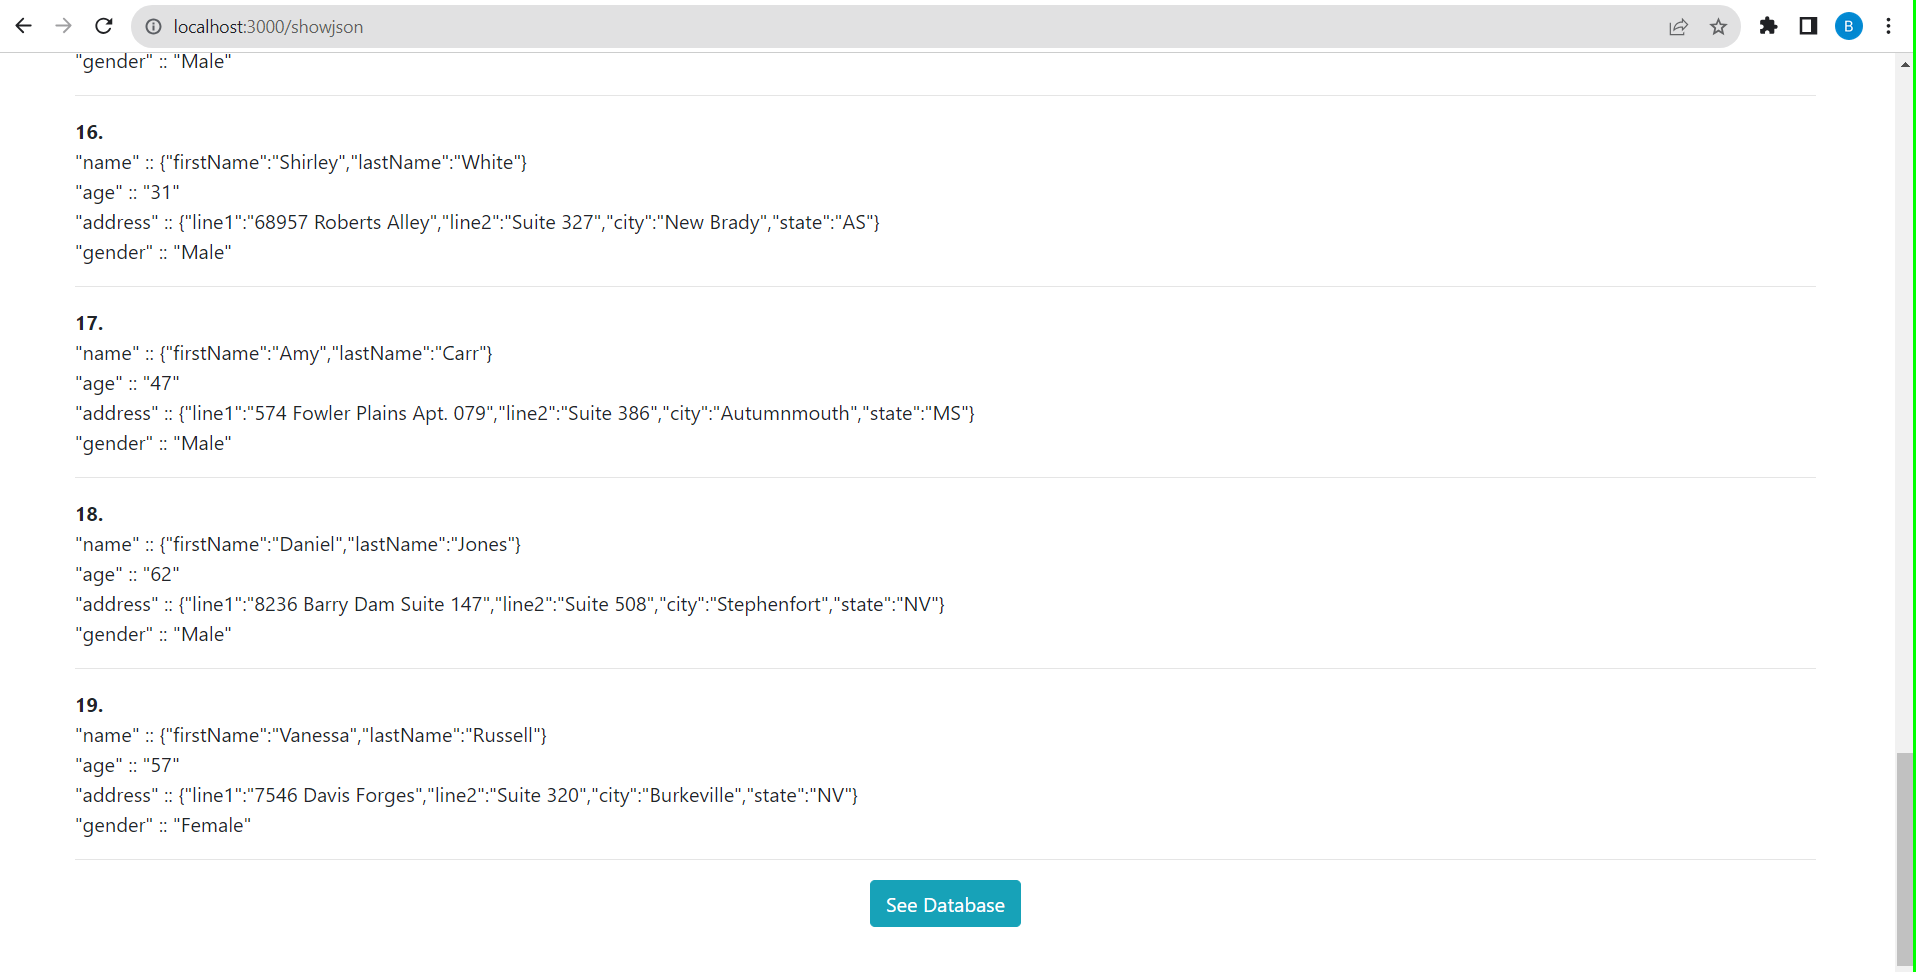 localhost:3000/showjson
B
"gender" :: "Male"
16.
"name" :: {"firstName":"Shirley","lastName":"White"}
"age" :: "31"
"address" :: {"line1":"68957 Roberts Alley","line2":"Suite 327","city":"New Brady","state":"AS"}
"gender" :: "Male"
17.
"name" :: {"firstName":"Amy","lastName":"Carr"}
"age" :: "47"
"address" :: {"line1":"574 Fowler Plains Apt. 079","line2":"Suite 386","city":"Autumnmouth","state":"MS"}
"gender" :: "Male"
18.
"name" :: {"firstName":"Daniel","lastName":"Jones"}
"age" :: "62"
"address" :: {"line1":"8236 Barry Dam Suite 147","line2":"Suite 508","city":"Stephenfort","state":"NV"}
"gender" :: "Male"
19.
"name" :: {"firstName":"Vanessa","lastName":"Russell"}
"age" :: "57"
"address" :: {"line1":"7546 Davis Forges","line2":"Suite 320","city":"Burkeville","state":"NV"}
"gender" :: "Female"
See Database